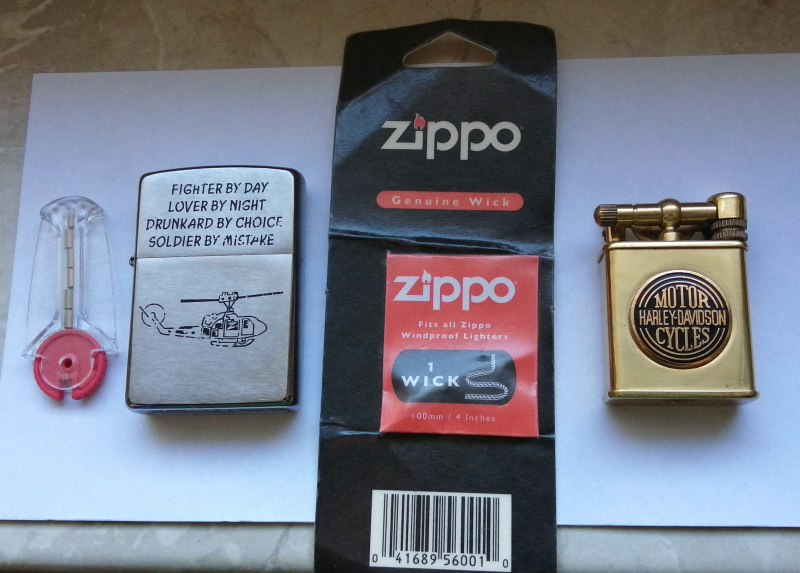 FIGHTER BY DAY
LOVER BY NIGHT
DRUNKARD BY CHOICE
SOLDIER BY MISTAKE
zippo
Genuine Wick
zippo
Fits all Zippo
Windproof Lighters
1
WICK
100mm / 4 Inches
0 41689 56001 0
MOTOR
HARLEY-DAVIDSON
CYCLES